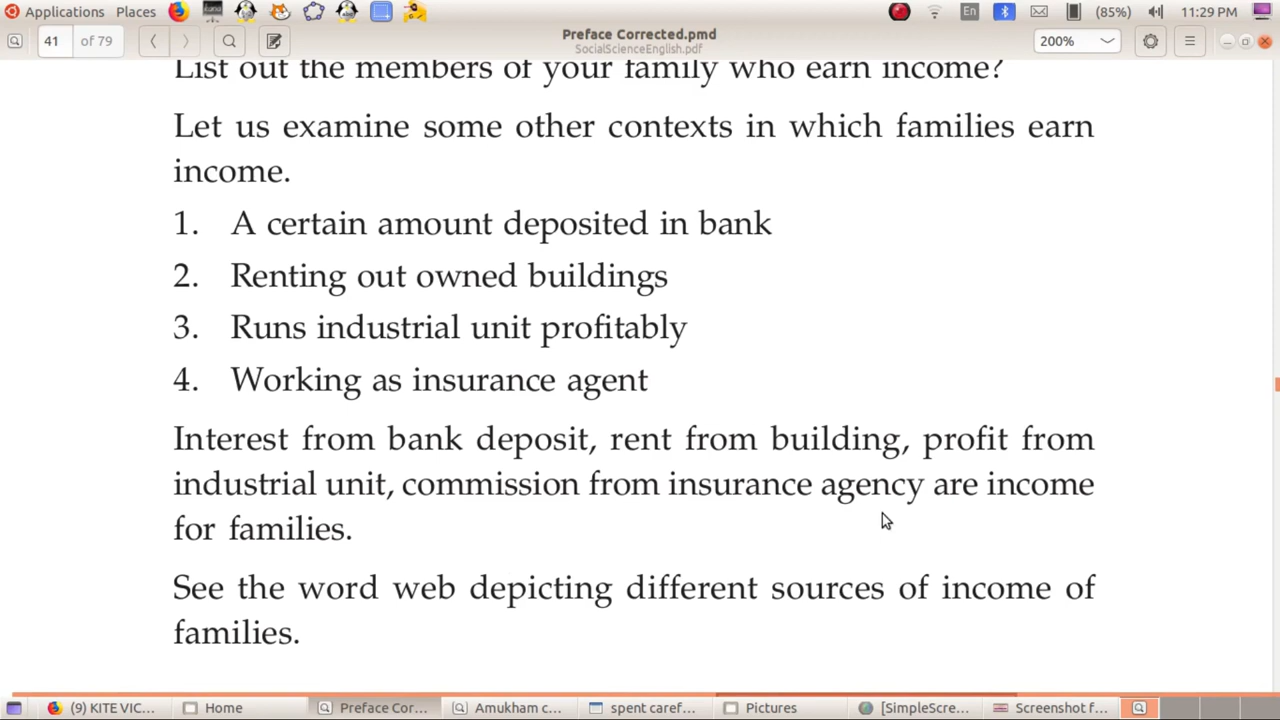 Applications Places En (85%) 11:29 PM
41 of 79 Preface Corrected.pmd 200%
SocialScienceEnglish.pdf
List out the members of your family who earn income?
Let us examine some other contexts in which families earn
income.
1. A certain amount deposited in bank
2. Renting out owned buildings
3. Runs industrial unit profitably
4. Working as insurance agent
Interest from bank deposit, rent from building, profit from
industrial unit, commission from insurance agency are income
for families.
See the word web depicting different sources of income of
families.
(9) KITE VIC... Home Preface Cor... Amukham c... spent caref... Pictures [SimpleScre... Screenshot f...